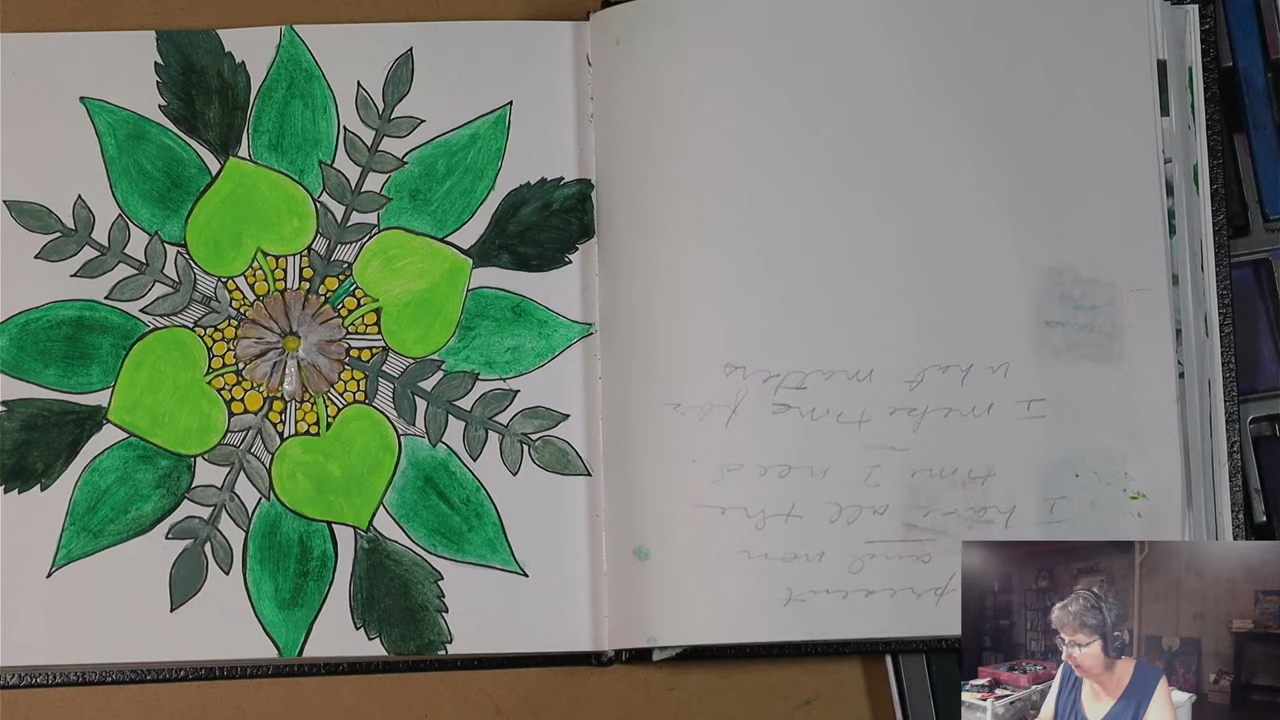 present
and now
I have all the
time I need.
I make time for
what matters